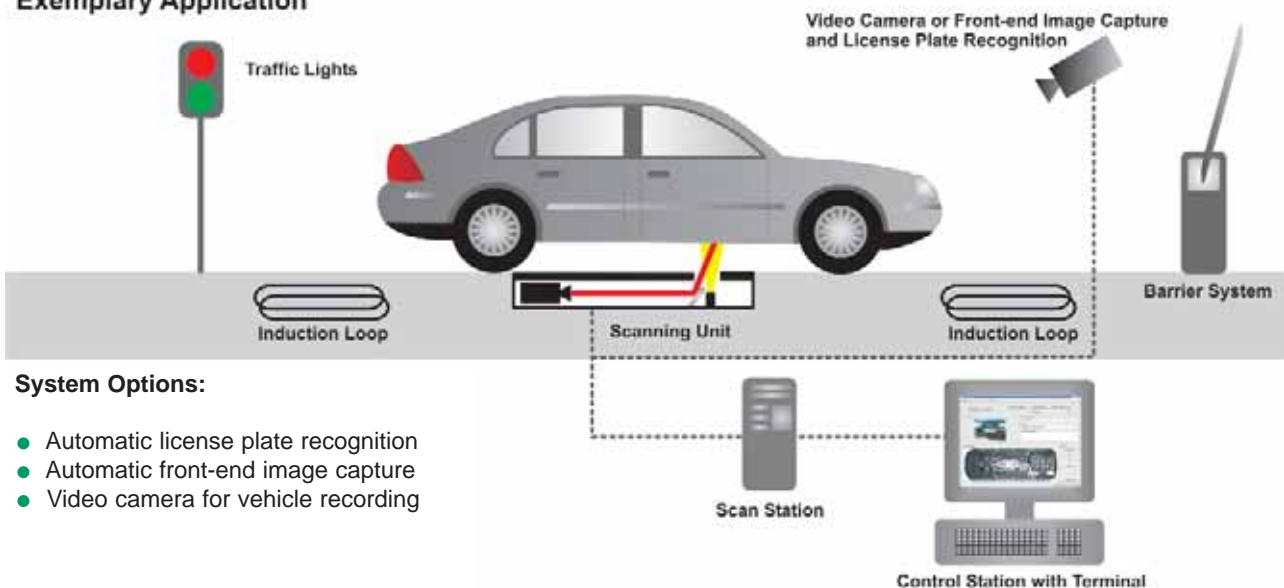 Exemplary Application
Video Camera or Front-end Image Capture
and License Plate Recognition
Traffic Lights
Barrier System
Induction Loop
Scanning Unit
Induction Loop
System Options:
Automatic license plate recognition
Automatic front-end image capture
Video camera for vehicle recording
Scan Station
Control Station with Terminal